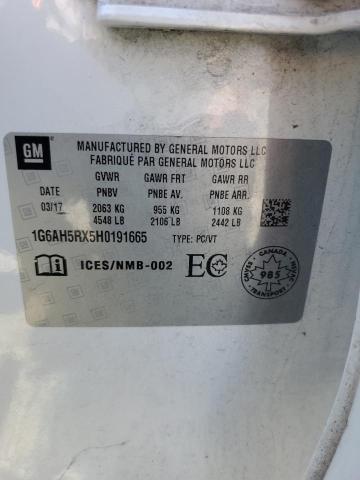 GM
MANUFACTURED BY GENERAL MOTORS LLC
FABRIQUÉ PAR GENERAL MOTORS LLC
GVWR GAWR FRT GAWR RR
DATE PNBV PNBE AV. PNBE ARR.
03/17 2063 KG 955 KG 1108 KG
4548 LB 2106 LB 2442 LB
1G6AH5RX5H0191665 TYPE: PC/VT
ICES/NMB-002 EC
CANADA
985
TRANSPORT